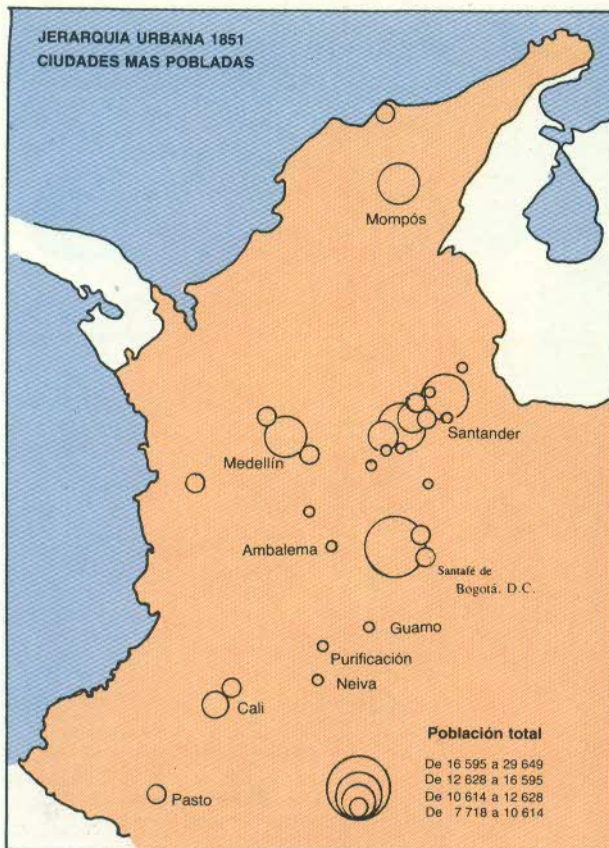 JERARQUIA URBANA 1851
CIUDADES MAS POBLADAS
Mompós
Santander
Medellín
Ambalema
Santafé de
Bogotá, D.C.
Guamo
Purificación
Neiva
Cali
Pasto
Población total
De 16 595 a 29 649
De 12 628 a 16 595
De 10 614 a 12 628
De 7 718 a 10 614